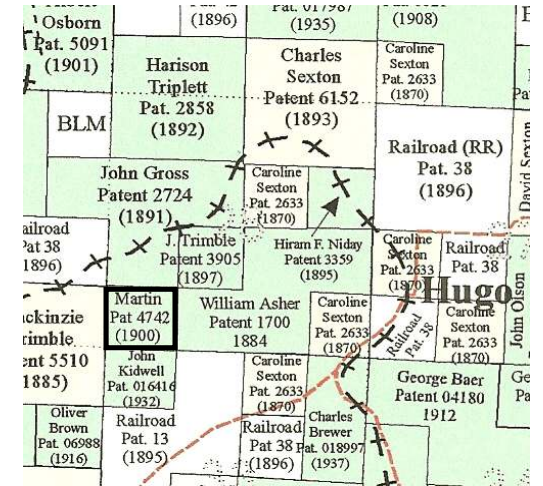 Osborn
Pat. 5091
(1901)
(1896)
(1935)
(1908)
Harison
Triplett
Pat. 2858
(1892)
Charles
Sexton
Patent 6152
(1893)
Caroline
Sexton
Pat. 2633
(1870)
BLM
Railroad (RR)
Pat. 38
(1896)
David Sexton
John Gross
Patent 2724
(1891)
Caroline
Sexton
Pat. 2633
(1870)
Hiram F. Niday
Patent 3359
(1895)
J. Trimble
Patent 3905
(1897)
Pat 38
1896)
Caroline
Sexton
Pat. 2633
(1870)
Railroad
Pat. 38
Hugo
Martin
Pat 4742
(1900)
William Asher
Patent 1700
1884
Caroline
Sexton
Pat. 2633
(1870)
Railroad
Pat. 38
Caroline
Sexton
Pat. 2633
(1870)
John Olson
ent 5510
1885)
John
Kidwell
Pat. 016416
(1932)
Caroline
Sexton
Pat. 2633
(1870)
George Baer
Patent 04180
1912
Oliver
Brown
Pat. 06988
(1916)
Railroad
Pat. 13
(1895)
Railroad
Pat 38
(1896)
Charles
Brewer
Pat. 018997
(1937)